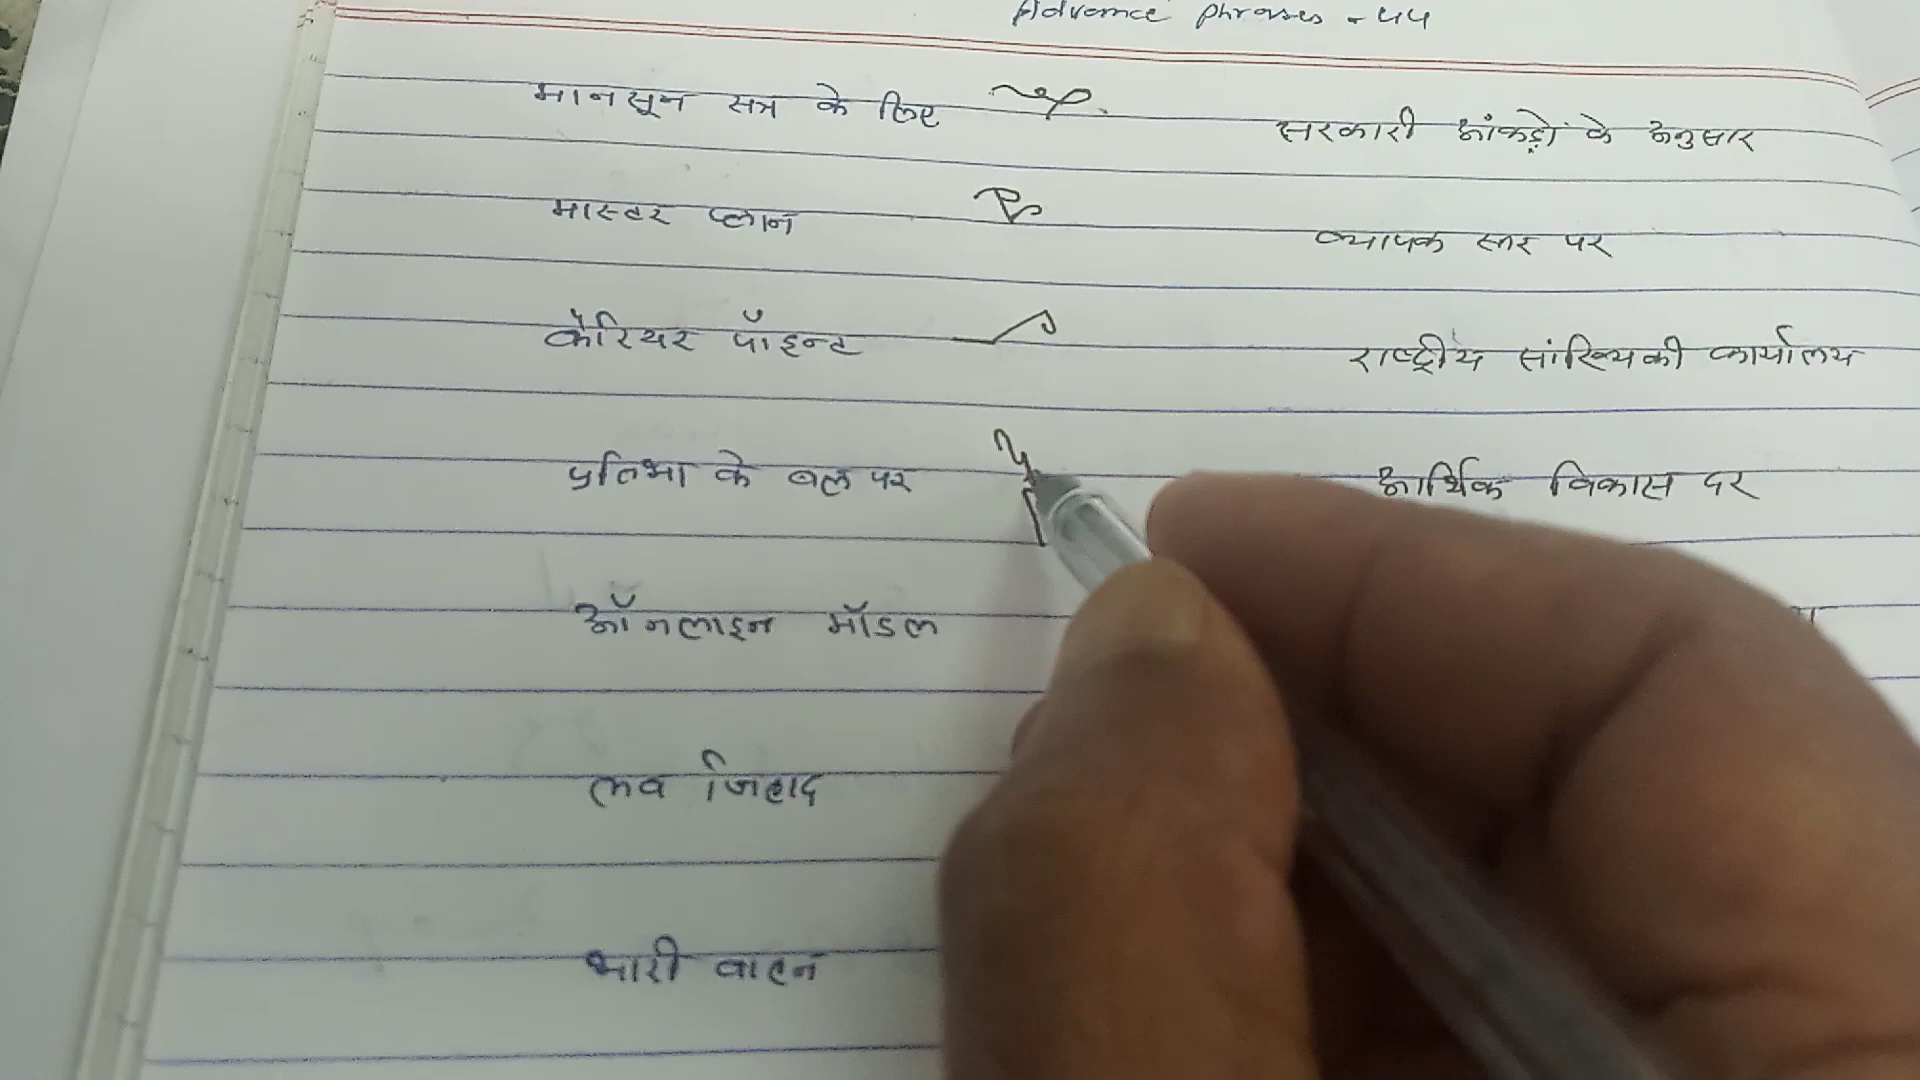 Advance phrases - 44
मानसून सत्र के लिए
सरकारी आंकड़ों के अनुसार
मास्टर प्लान
व्यापक स्तर पर
कैरियर पॉइन्ट
राष्ट्रीय सांख्यिकी कार्यालय
प्रतिभा के बल पर
आर्थिक विकास दर
ऑनलाइन मॉडल
लव जिहाद
भारी वाहन